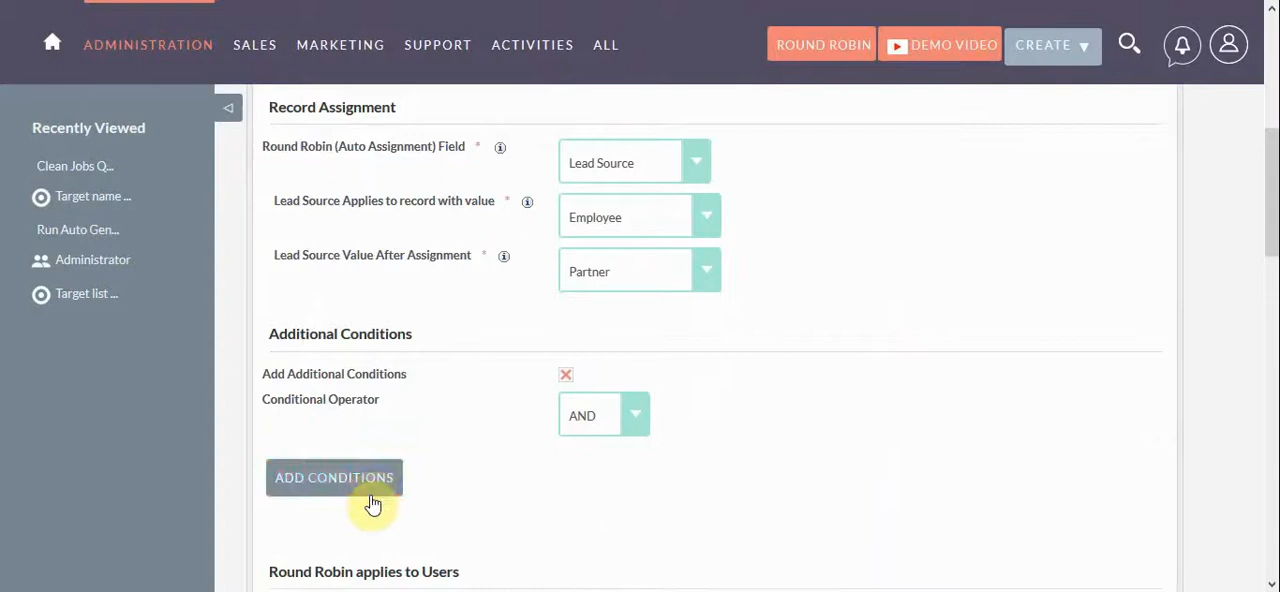 ADMINISTRATION SALES MARKETING SUPPORT ACTIVITIES ALL ROUND ROBIN DEMO VIDEO CREATE
Recently Viewed
Clean Jobs Q...
Target name ...
Run Auto Gen...
Administrator
Target list ...
Record Assignment
Round Robin (Auto Assignment) Field * Lead Source
Lead Source Applies to record with value * Employee
Lead Source Value After Assignment * Partner
Additional Conditions
Add Additional Conditions
Conditional Operator AND
ADD CONDITIONS
Round Robin applies to Users